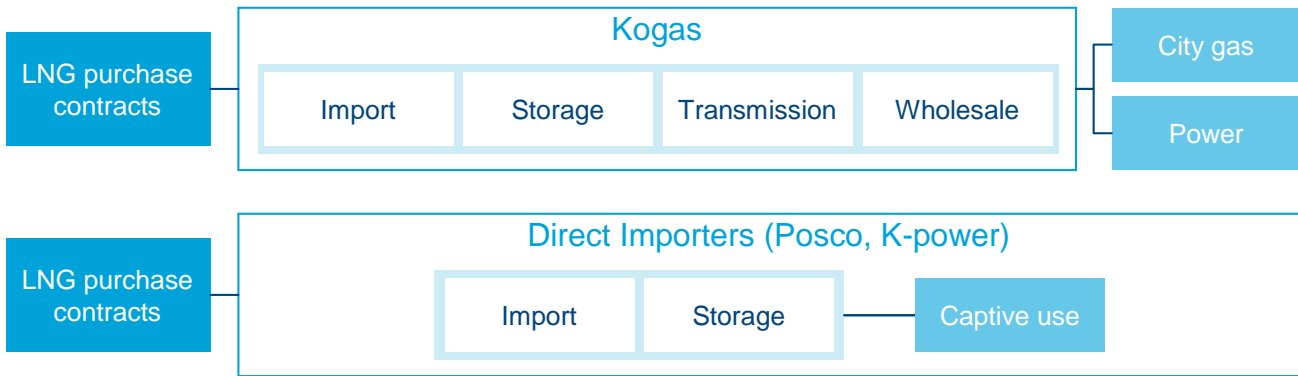 Kogas
LNG purchase
contracts
Import
Storage
Transmission
Wholesale
City gas
Power
Direct Importers (Posco, K-power)
LNG purchase
contracts
Import
Storage
Captive use